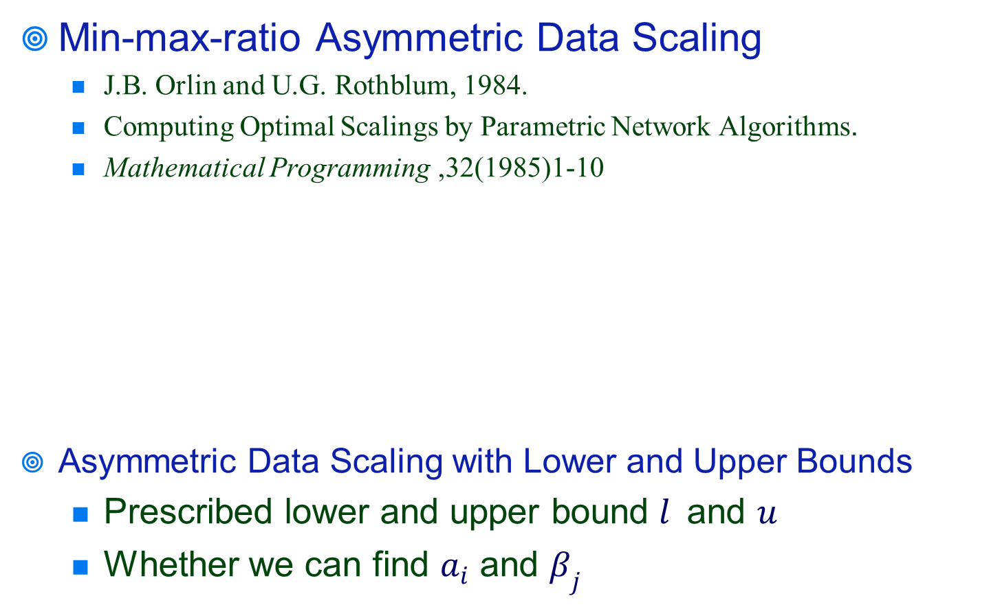 Min-max-ratio Asymmetric Data Scaling
J.B. Orlin and U.G. Rothblum, 1984.
Computing Optimal Scalings by Parametric Network Algorithms.
Mathematical Programming ,32(1985)1-10
Asymmetric Data Scaling with Lower and Upper Bounds
Prescribed lower and upper bound l and u
Whether we can find a_i and β_j